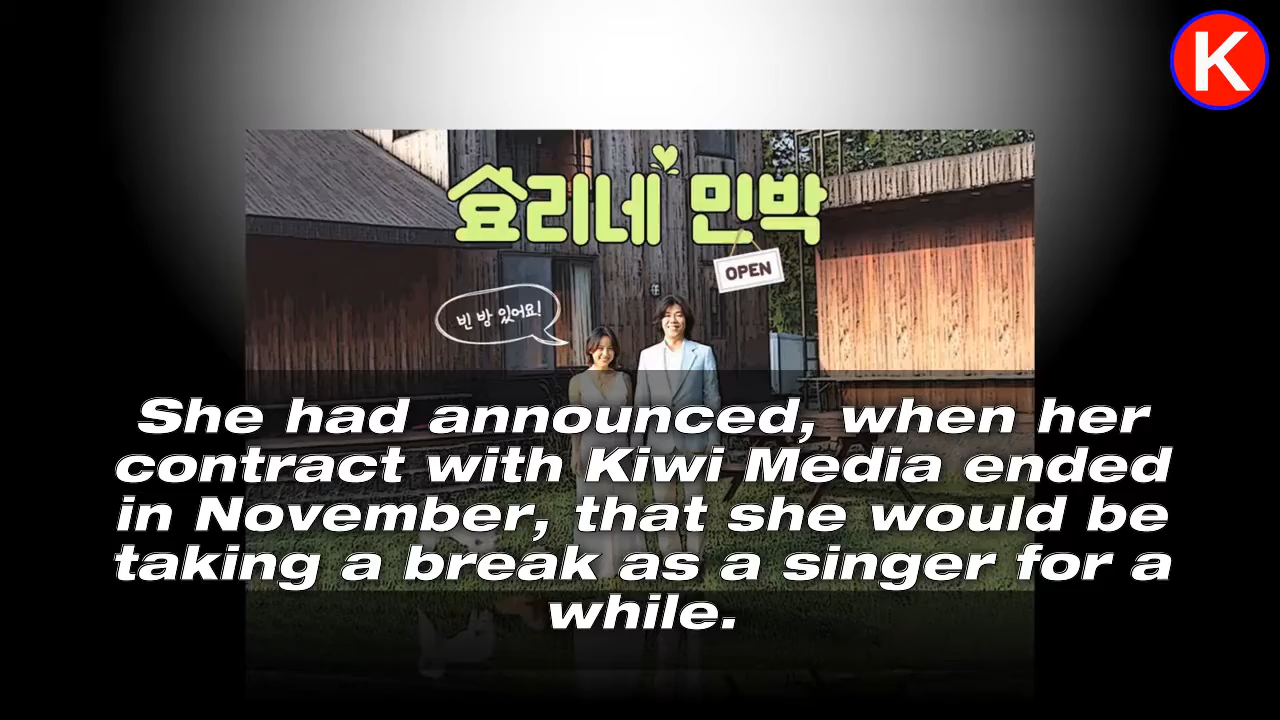 K
효리네 민박
OPEN
빈 방 있어요!
She had announced, when her
contract with Kiwi Media ended
in November, that she would be
taking a break as a singer for a
while.